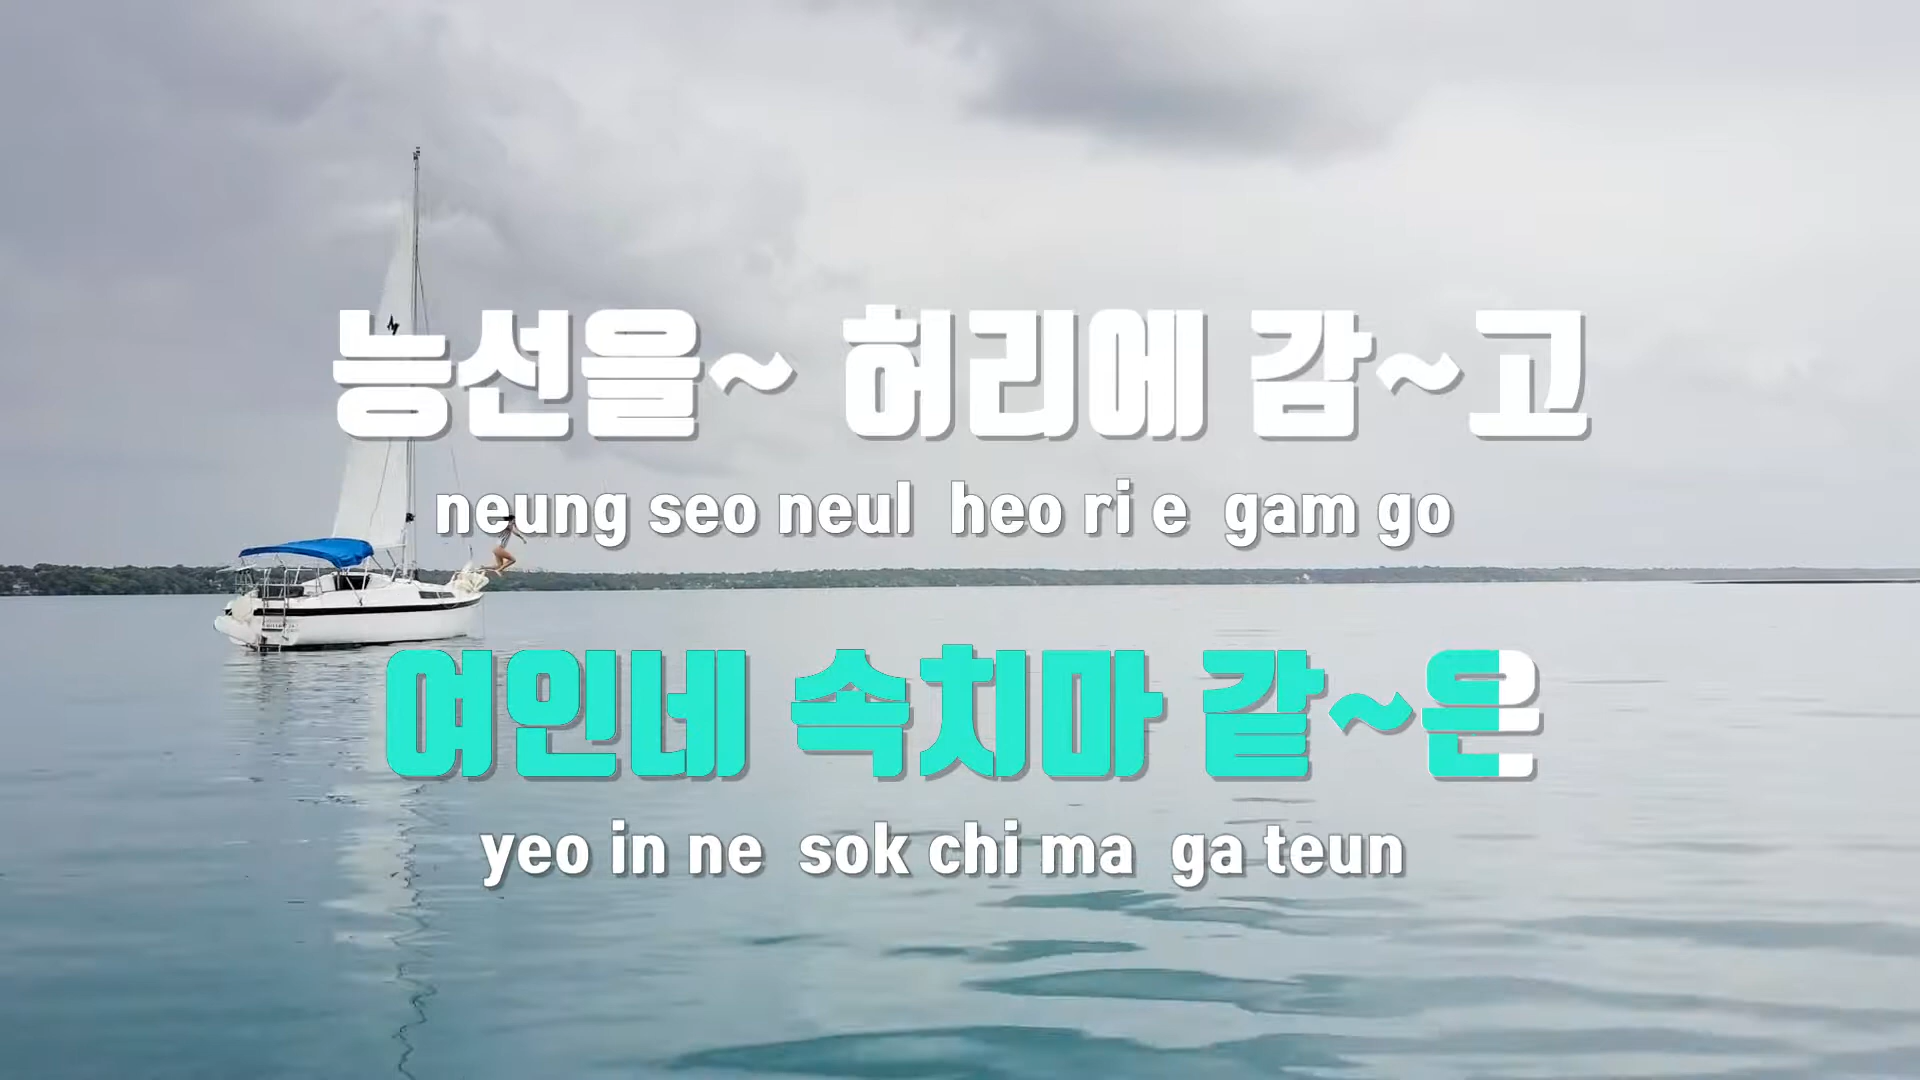 능선을~ 허리에 감~고
neung seo neul heo ri e gam go
여인네 속치마 같~은
yeo in ne sok chi ma ga teun